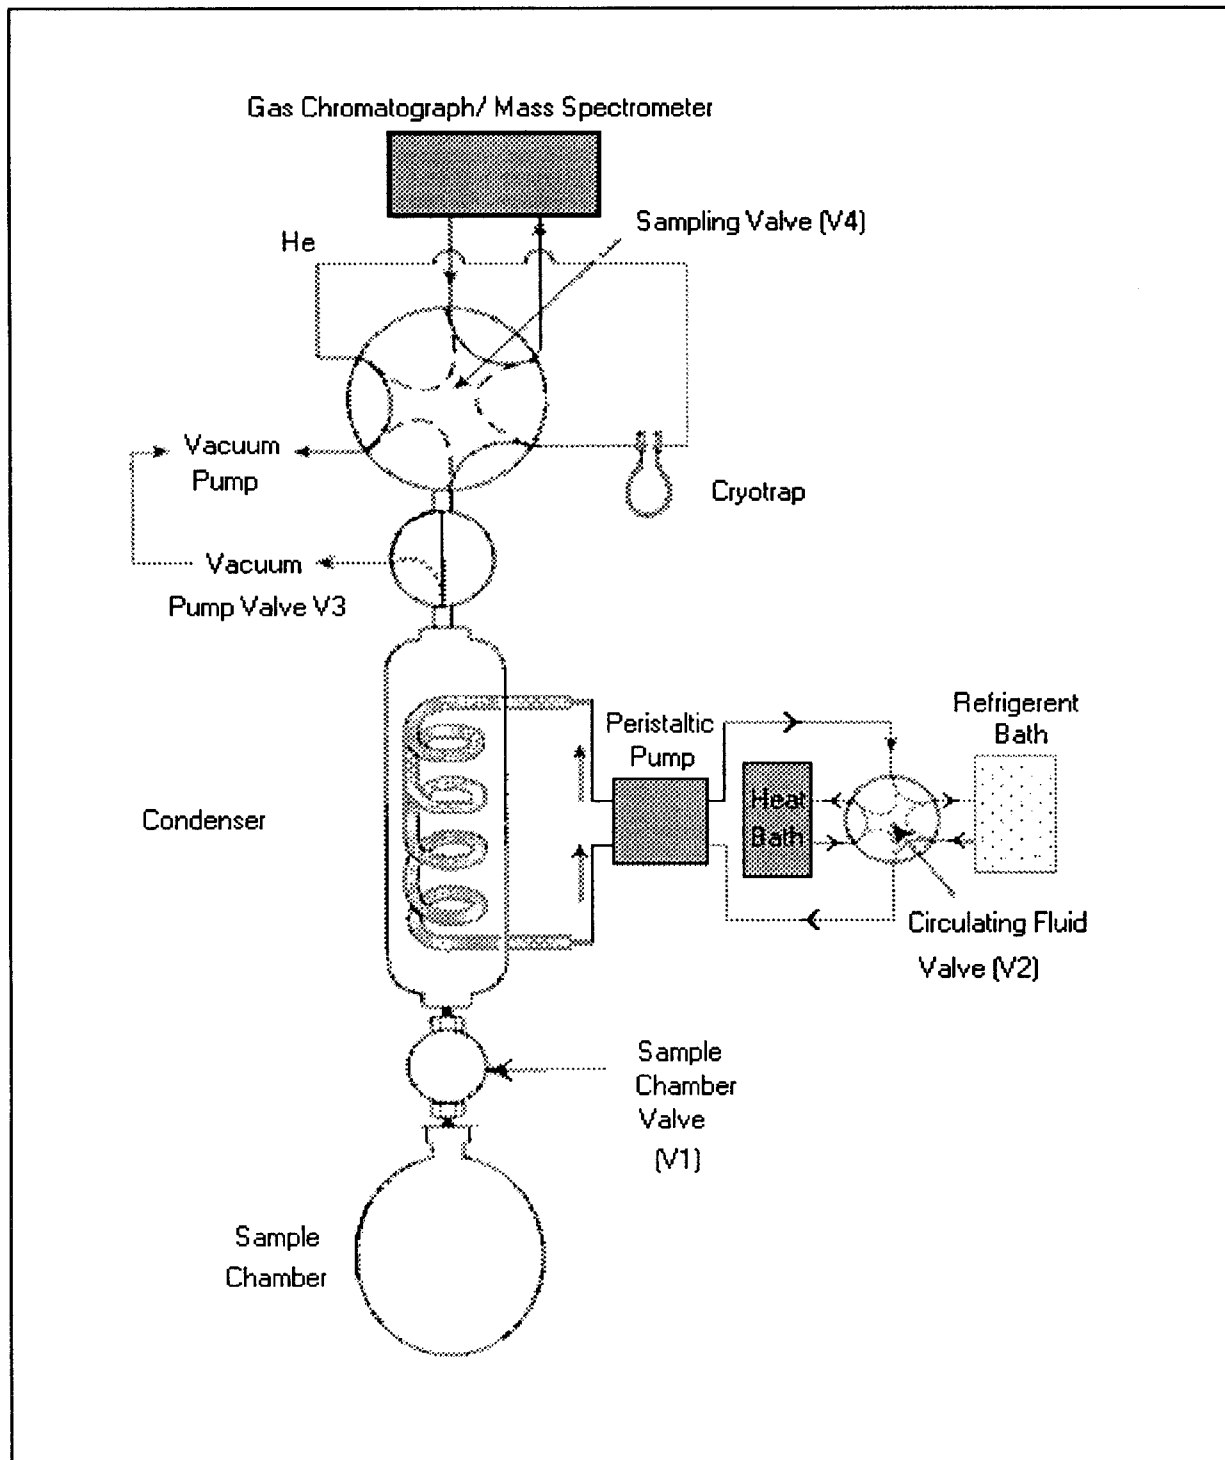 Gas Chromatograph/ Mass Spectrometer
Sampling Valve (V4)
He
Vacuum
Pump
Cryotrap
Vacuum
Pump Valve V3
Refrigerent
Bath
Peristaltic
Pump
Heat
Bath
Condenser
Circulating Fluid
Valve (V2)
Sample
Chamber
Valve
(V1)
Sample
Chamber